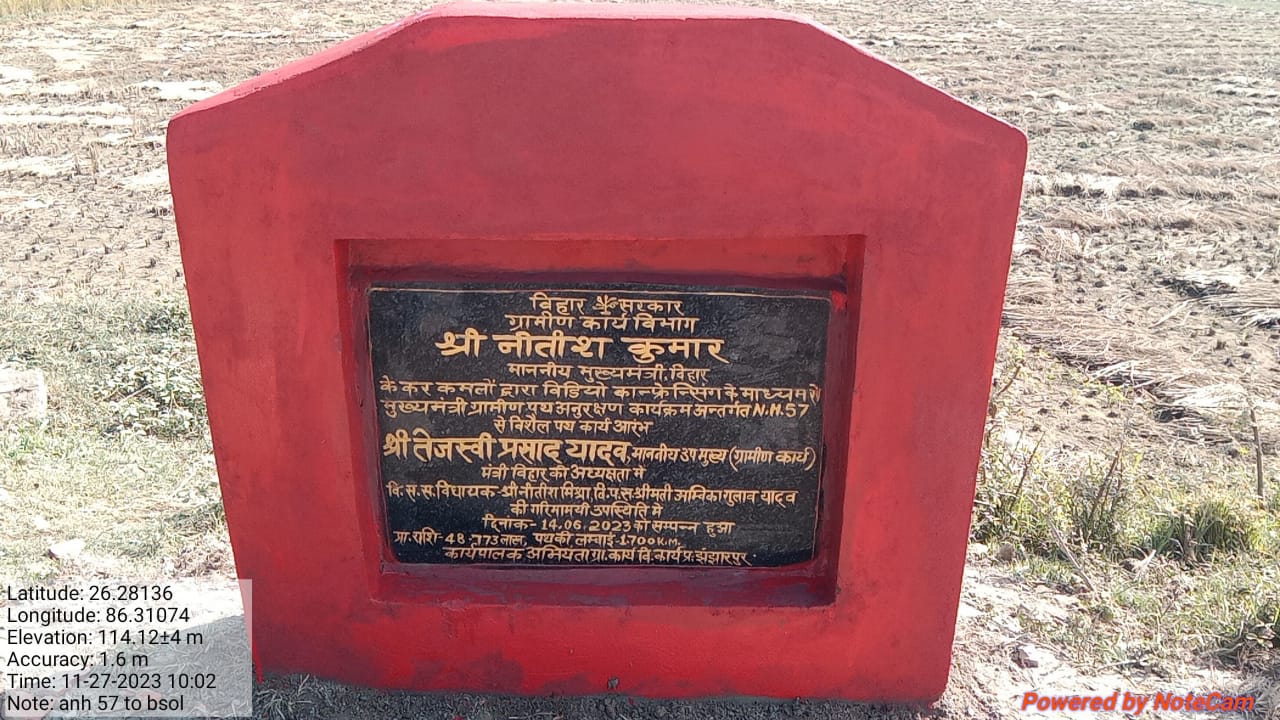 बिहार सरकार
ग्रामीण कार्य विभाग
श्री नीतीश कुमार
माननीय मुख्यमंत्री, बिहार
के कर कमलों द्वारा विडियो कान्फ्रेन्सिंग के माध्यम से
मुख्यमंत्री ग्रामीण पथ अनुरक्षण कार्यक्रम अन्तर्गत N.H.57
से विशैल पथ कार्य आरंभ
श्री तेजस्वी प्रसाद यादव, माननीय उप मुख्य (ग्रामीण कार्य)
मंत्री बिहार की अध्यक्षता में
वि. स. स. विधायक-श्री नीतीश मिश्रा, वि.प.स. श्रीमती अम्बिका गुलाब यादव
की गरिमामयी उपस्थिति में
दिनांक- 14.06.2023 को सम्पन्न हुआ
प्रा. राशि-48.773 लाख, पथ की लम्बाई-1.700 K.M.
कार्यपालक अभियंता ग्रा. कार्य वि. कार्य प्र. झंझारपुर
Latitude: 26.28136
Longitude: 86.31074
Elevation: 114.12±4 m
Accuracy: 1.6 m
Time: 11-27-2023 10:02
Note: anh 57 to bsol
Powered by NoteCam